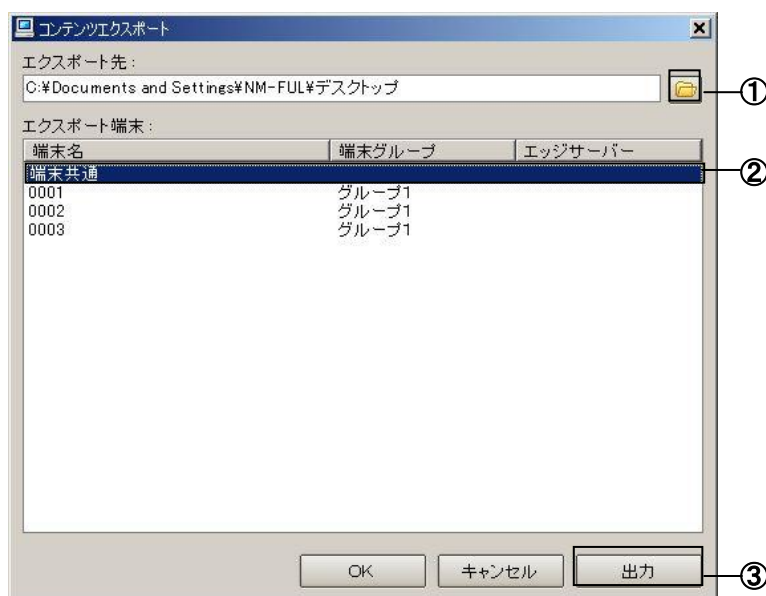 コンテンツエクスポート
エクスポート先：
C:¥Documents and Settings¥NM-FUL¥デスクトップ
①
エクスポート端末：
端末名 端末グループ エッジサーバー
端末共通
②
0001 グループ1
0002 グループ1
0003 グループ1
OK キャンセル 出力
③